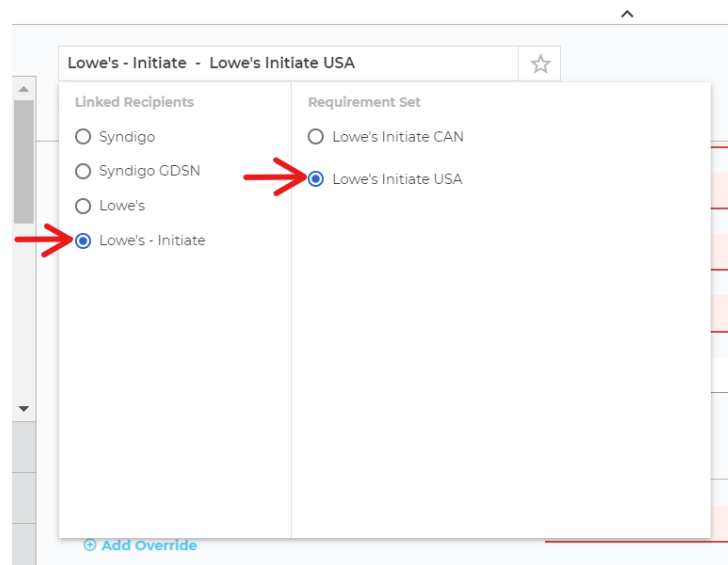 Lowe's - Initiate - Lowe's Initiate USA
Linked Recipients
Requirement Set
Syndigo
Lowe's Initiate CAN
Syndigo GDSN
Lowe's Initiate USA
Lowe's
Lowe's - Initiate
Add Override